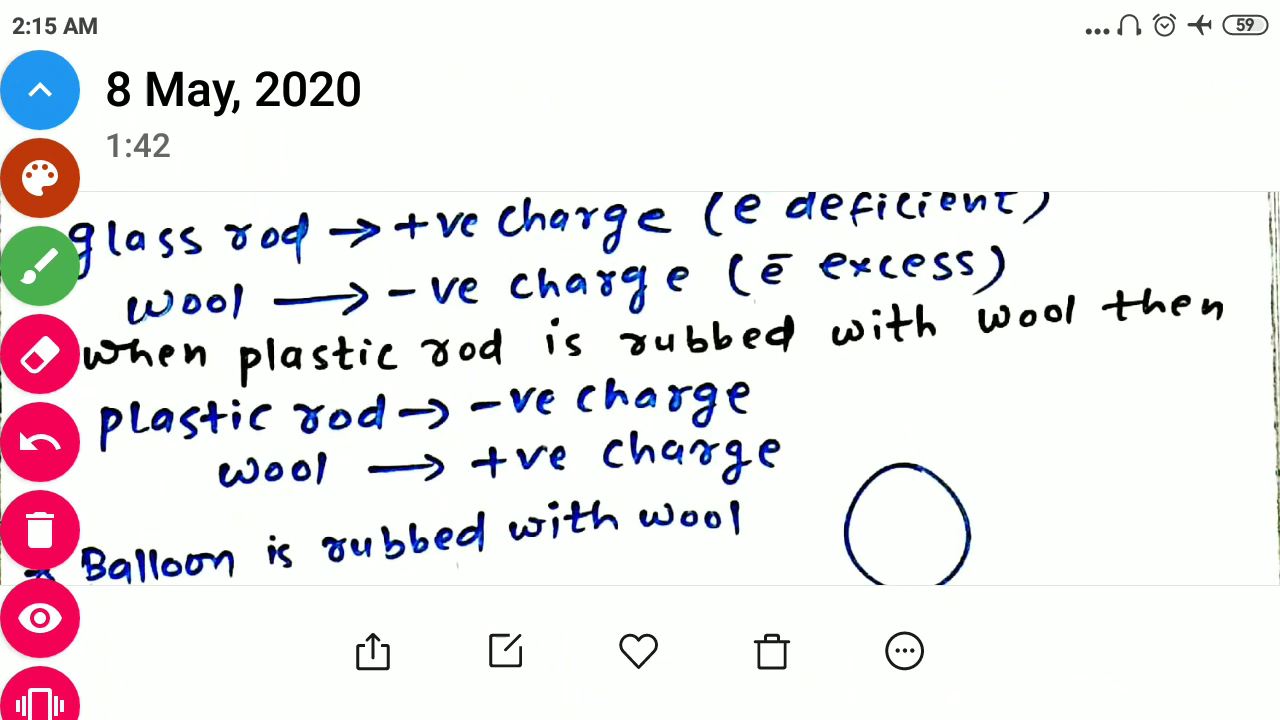 2:15 AM
59
8 May, 2020
1:42
glass rod → +ve charge (e deficient)
wool → -ve charge (ē excess)
when plastic rod is rubbed with wool then
plastic rod → -ve charge
wool → +ve charge
Balloon is rubbed with wool